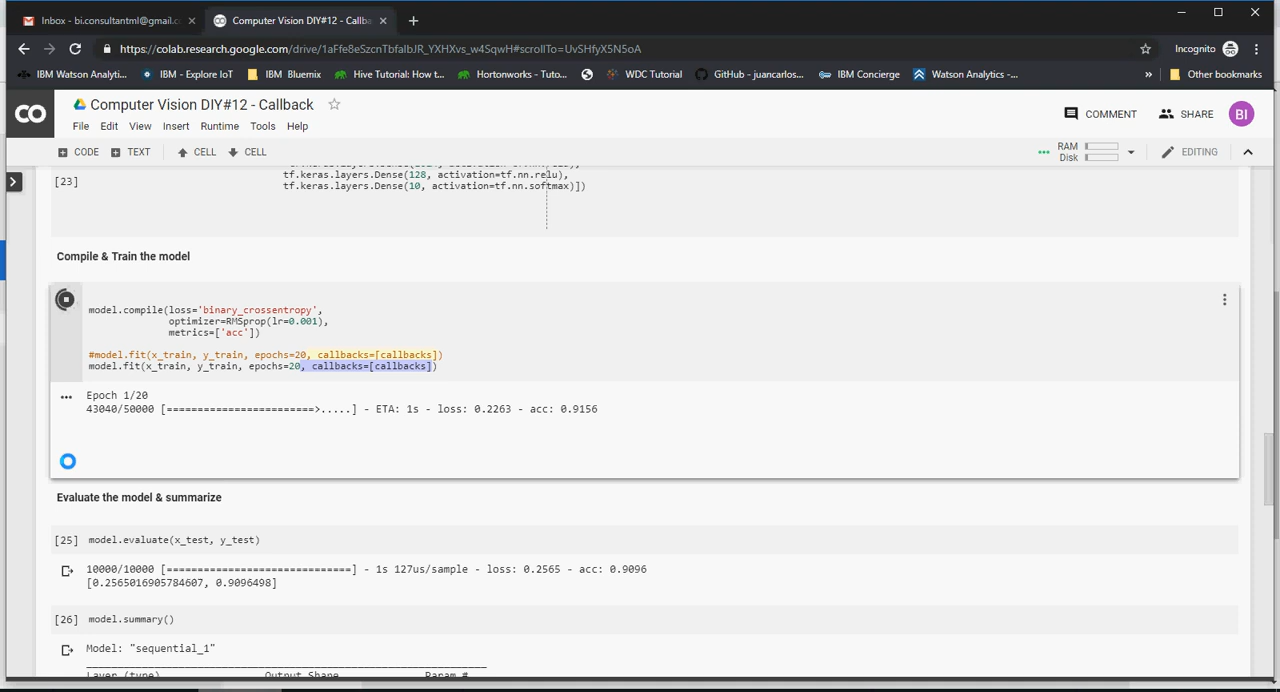 Inbox - bi.consultantml@gmail.c
Computer Vision DIY#12 - Callba
https://colab.research.google.com/drive/1aFfe8eSzcnTbfalbJR_YXHXvs_w4SqwH#scrollTo=UvSHfyX5N5oA
Incognito
IBM Watson Analyti...
IBM - Explore IoT
IBM Bluemix
Hive Tutorial: How t...
Hortonworks - Tuto...
WDC Tutorial
GitHub - juancarlos...
IBM Concierge
Watson Analytics -...
»
Other bookmarks
CO
Computer Vision DIY#12 - Callback
COMMENT
SHARE
BI
File Edit View Insert Runtime Tools Help
CODE TEXT CELL CELL
RAM
Disk
EDITING
[23]
tf.keras.layers.Dense(128, activation=tf.nn.relu),
tf.keras.layers.Dense(10, activation=tf.nn.softmax)])
Compile & Train the model
model.compile(loss='binary_crossentropy',
optimizer=RMSprop(lr=0.001),
metrics=['acc'])
#model.fit(x_train, y_train, epochs=20, callbacks=[callbacks])
model.fit(x_train, y_train, epochs=20, callbacks=[callbacks])
Epoch 1/20
43040/50000 [========================>.....] - ETA: 1s - loss: 0.2263 - acc: 0.9156
Evaluate the model & summarize
[25] model.evaluate(x_test, y_test)
10000/10000 [==============================] - 1s 127us/sample - loss: 0.2565 - acc: 0.9096
[0.2565016905784607, 0.9096498]
[26] model.summary()
Model: "sequential_1"
Layer (type) Output Shape Param #